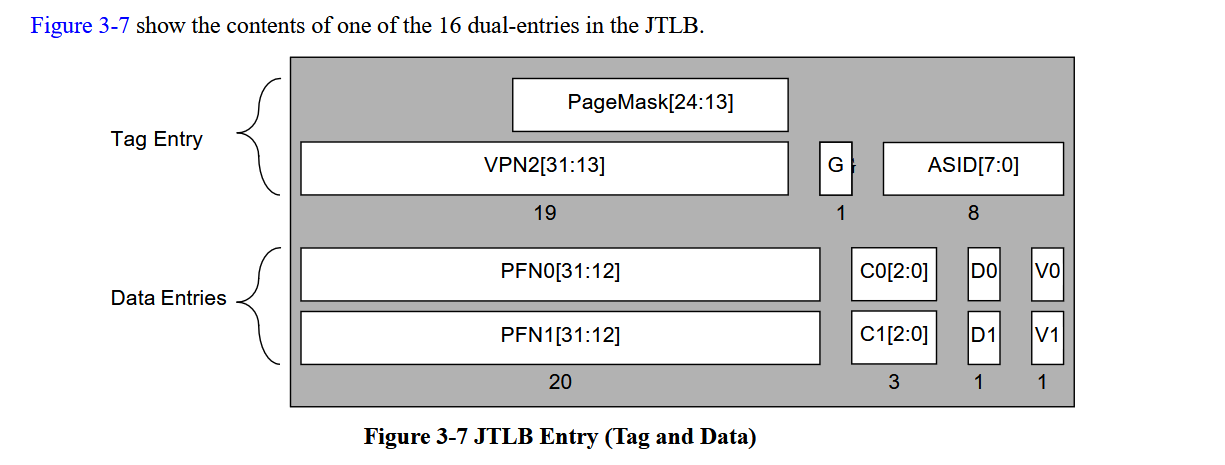 Figure 3-7 show the contents of one of the 16 dual-entries in the JTLB.
PageMask[24:13]
Tag Entry
VPN2[31:13] G ASID[7:0]
19 1 8
PFN0[31:12] C0[2:0] D0 V0
Data Entries
PFN1[31:12] C1[2:0] D1 V1
20 3 1 1
Figure 3-7 JTLB Entry (Tag and Data)